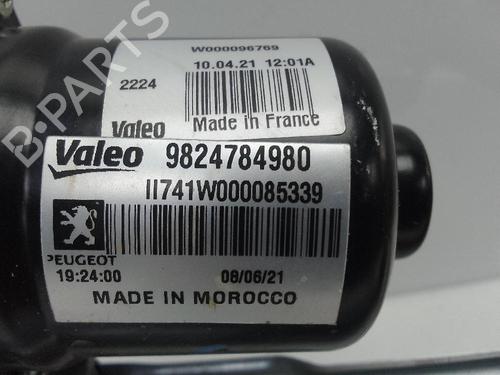 W000096769
10.04.21 12:01A
2224
Valeo Made in France
Valeo 9824784980
II741W000085339
PEUGEOT
19:24:00 08/06/21
MADE IN MOROCCO
B-PARTS